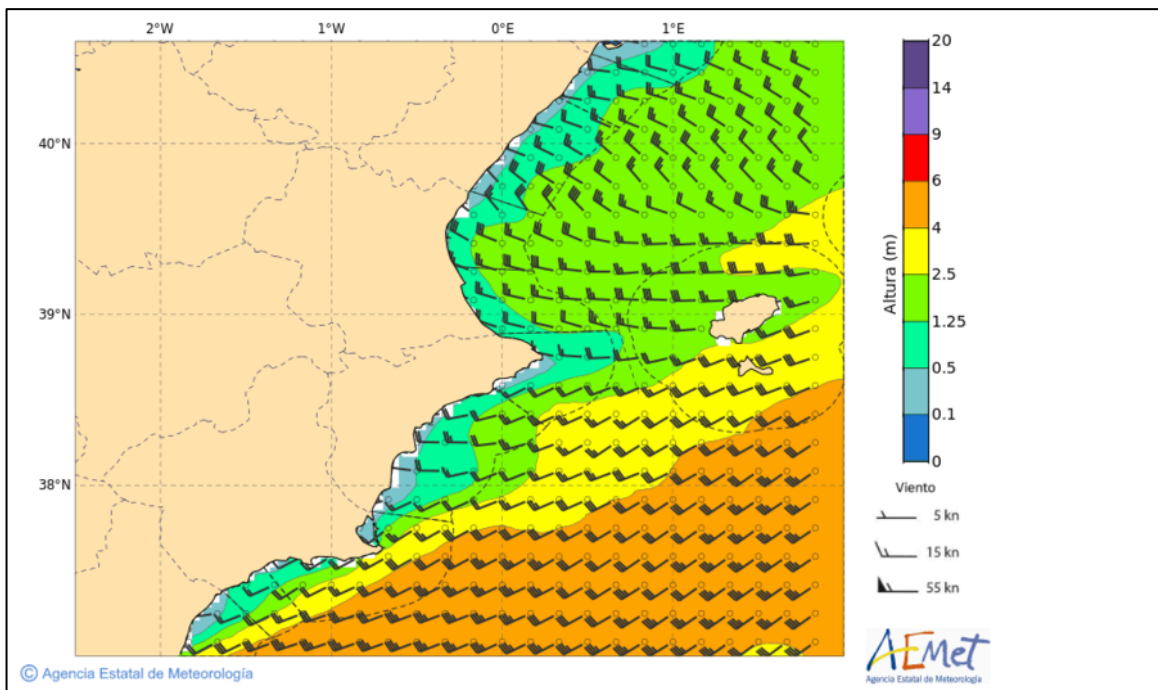 2°W 1°W 0°E 1°E
40°N
39°N
38°N
20
14
9
6
4
2.5
1.25
0.5
0.1
0
Altura (m)
Viento
5 kn
15 kn
55 kn
© Agencia Estatal de Meteorología
AEMet
Agencia Estatal de Meteorología